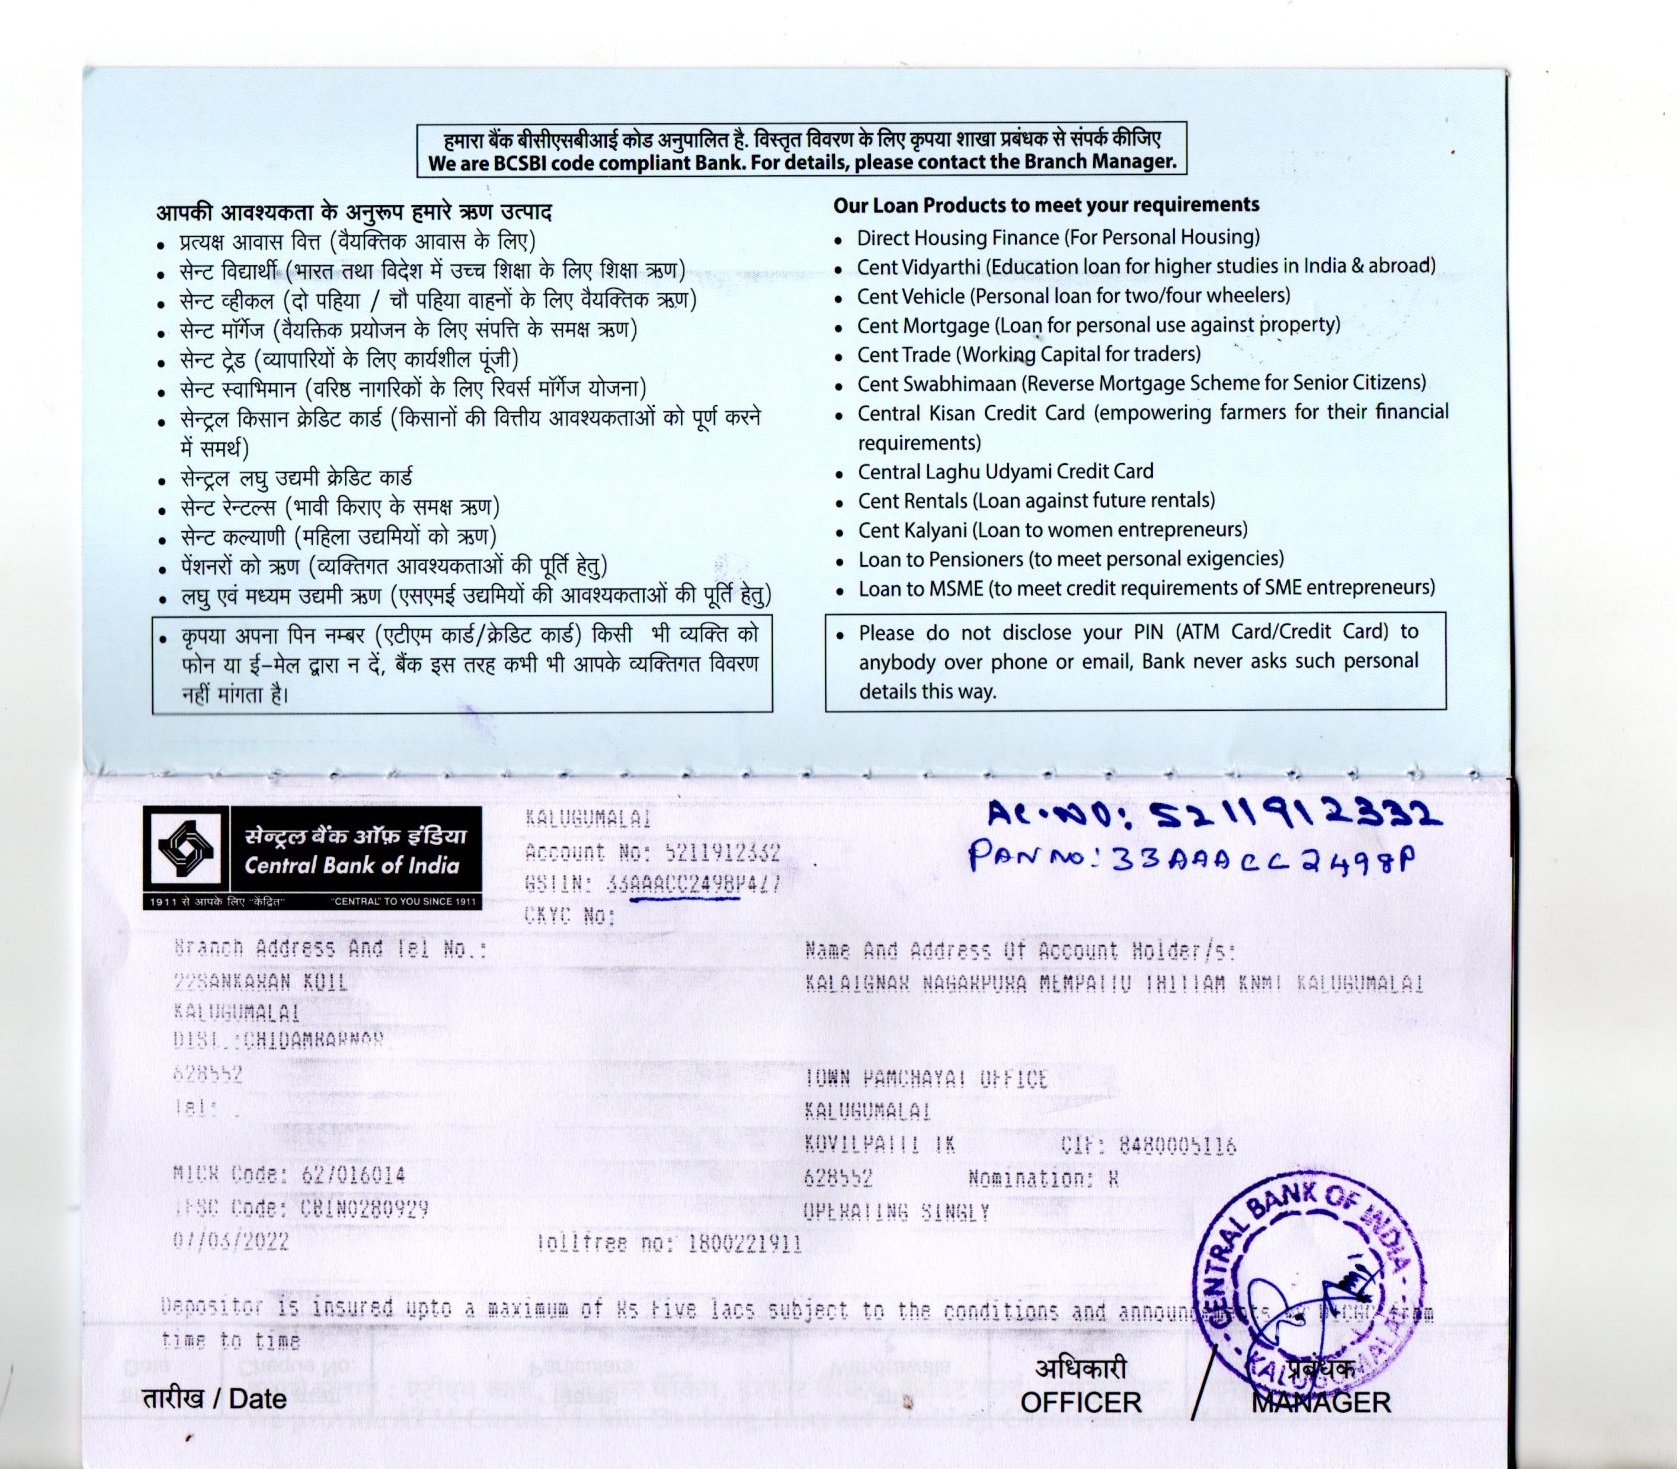 हमारा बैंक बीसीएसबीआई कोड अनुपालित है. विस्तृत विवरण के लिए कृपया शाखा प्रबंधक से संपर्क कीजिए
We are BCSBI code compliant Bank. For details, please contact the Branch Manager.
आपकी आवश्यकता के अनुरूप हमारे ऋण उत्पाद
• प्रत्यक्ष आवास वित्त (वैयक्तिक आवास के लिए)
• सेन्ट विद्यार्थी (भारत तथा विदेश में उच्च शिक्षा के लिए शिक्षा ऋण)
• सेन्ट व्हीकल (दो पहिया / चौ पहिया वाहनों के लिए वैयक्तिक ऋण)
• सेन्ट मॉर्गेज (वैयक्तिक प्रयोजन के लिए संपत्ति के समक्ष ऋण)
• सेन्ट ट्रेड (व्यापारियों के लिए कार्यशील पूंजी)
• सेन्ट स्वाभिमान (वरिष्ठ नागरिकों के लिए रिवर्स मॉर्गेज योजना)
• सेन्ट्रल किसान क्रेडिट कार्ड (किसानों की वित्तीय आवश्यकताओं को पूर्ण करने
में समर्थ)
• सेन्ट्रल लघु उद्यमी क्रेडिट कार्ड
• सेन्ट रेन्टल्स (भावी किराए के समक्ष ऋण)
• सेन्ट कल्याणी (महिला उद्यमियों को ऋण)
• पेंशनरों को ऋण (व्यक्तिगत आवश्यकताओं की पूर्ति हेतु)
• लघु एवं मध्यम उद्यमी ऋण (एसएमई उद्यमियों की आवश्यकताओं की पूर्ति हेतु)
• कृपया अपना पिन नम्बर (एटीएम कार्ड/क्रेडिट कार्ड) किसी भी व्यक्ति को
फोन या ई-मेल द्वारा न दें, बैंक इस तरह कभी भी आपके व्यक्तिगत विवरण
नहीं मांगता है।
Our Loan Products to meet your requirements
• Direct Housing Finance (For Personal Housing)
• Cent Vidyarthi (Education loan for higher studies in India & abroad)
• Cent Vehicle (Personal loan for two/four wheelers)
• Cent Mortgage (Loan for personal use against property)
• Cent Trade (Working Capital for traders)
• Cent Swabhimaan (Reverse Mortgage Scheme for Senior Citizens)
• Central Kisan Credit Card (empowering farmers for their financial
requirements)
• Central Laghu Udyami Credit Card
• Cent Rentals (Loan against future rentals)
• Cent Kalyani (Loan to women entrepreneurs)
• Loan to Pensioners (to meet personal exigencies)
• Loan to MSME (to meet credit requirements of SME entrepreneurs)
• Please do not disclose your PIN (ATM Card/Credit Card) to
anybody over phone or email, Bank never asks such personal
details this way.
सेन्ट्रल बैंक ऑफ़ इंडिया
Central Bank of India
1911 से आपके लिए "केंद्रित" "CENTRAL" TO YOU SINCE 1911
KALUGUMALAI
Account No: 5211912332
GSTIN: 33AAACC2498P4Z7
CKYC No:
AC.NO: 5211912332
PAN NO: 33AAACC2498P
Branch Address And Tel No.:
22SANKARAN KOIL
KALUGUMALAI
DIST.:CHIDAMBARNAR
628552
Tel:
MICR Code: 627016014
IFSC Code: CBIN0280929
07/03/2022 Tollfree no: 1800221911
Name And Address Of Account Holder/s:
KALAIGNAR NAGARPURA MEMPATTU THITTAM KNMT KALUGUMALAI
TOWN PAMCHAYAT OFFICE
KALUGUMALAI
KOVILPATTI TK CIF: 8480005116
628552 Nomination: N
OPERATING SINGLY
Depositor is insured upto a maximum of Rs Five lacs subject to the conditions and announcements by DICGC from
time to time
CENTRAL BANK OF INDIA
KALUGUMALAI
तारीख / Date
अधिकारी / प्रबंधक
OFFICER / MANAGER